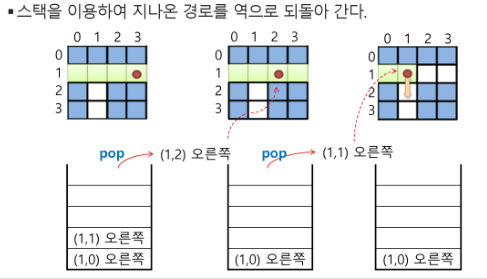 ▪스택을 이용하여 지나온 경로를 역으로 되돌아 간다.
0 1 2 3
0
1
2
3
0 1 2 3
0
1
2
3
0 1 2 3
0
1
2
3
pop
(1,2) 오른쪽
pop
(1,1) 오른쪽
(1,1) 오른쪽
(1,0) 오른쪽
(1,0) 오른쪽
(1,0) 오른쪽